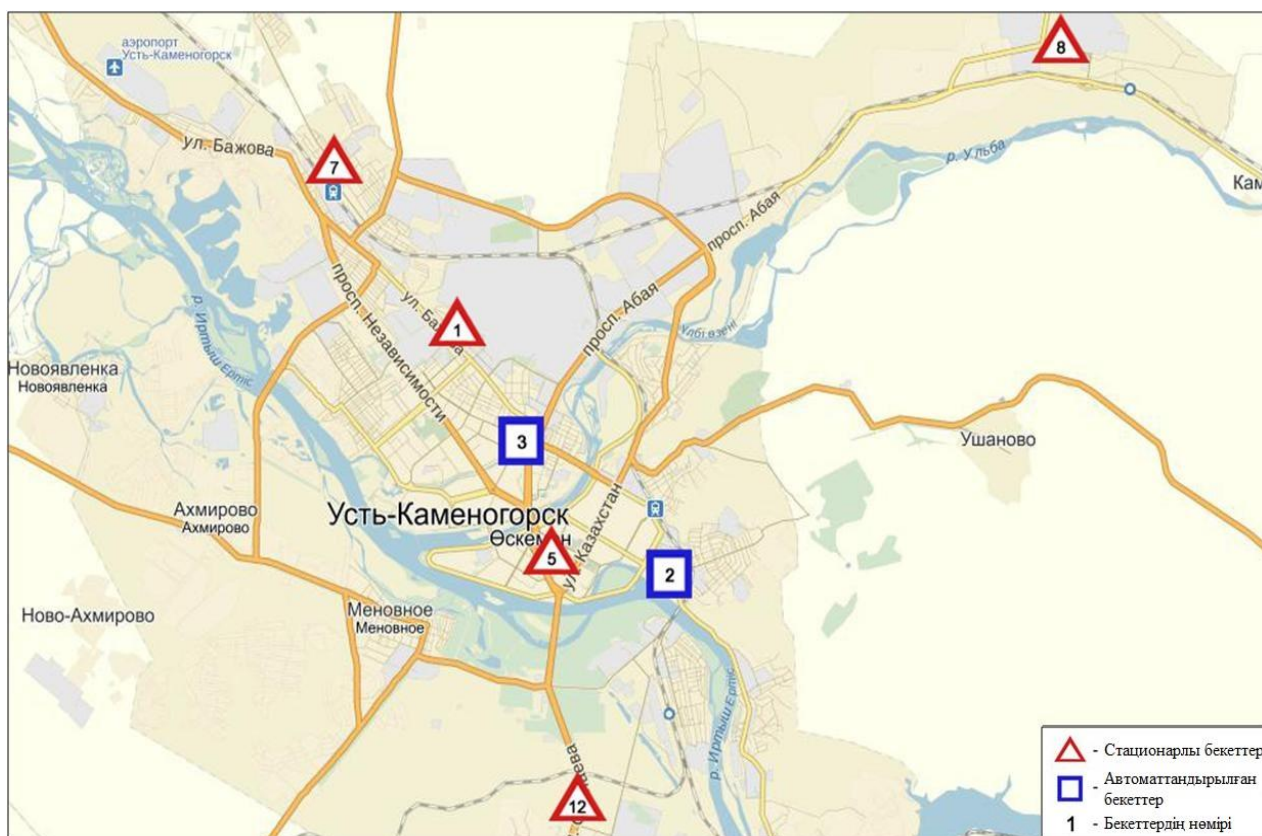 аэропорт
Усть-Каменогорск
8
ул. Бажова
7
р. Ульба
Кам
просп. Абая
просп. Независимости
ул. Бажова
1
просп. Абая
Үлбі өзені
р. Иртыш Ертіс
Новоявленка
Новоявленка
3
Ушаново
Ахмирово
Ахмирово
Усть-Каменогорск
Өскемен
5
ул. Казахстан
2
Ново-Ахмирово
Меновное
Меновное
р. Иртыш Ертіс
12
- Стационарлы бекеттер
- Автоматтандырылған
бекеттер
1 - Бекеттердің нөмірі